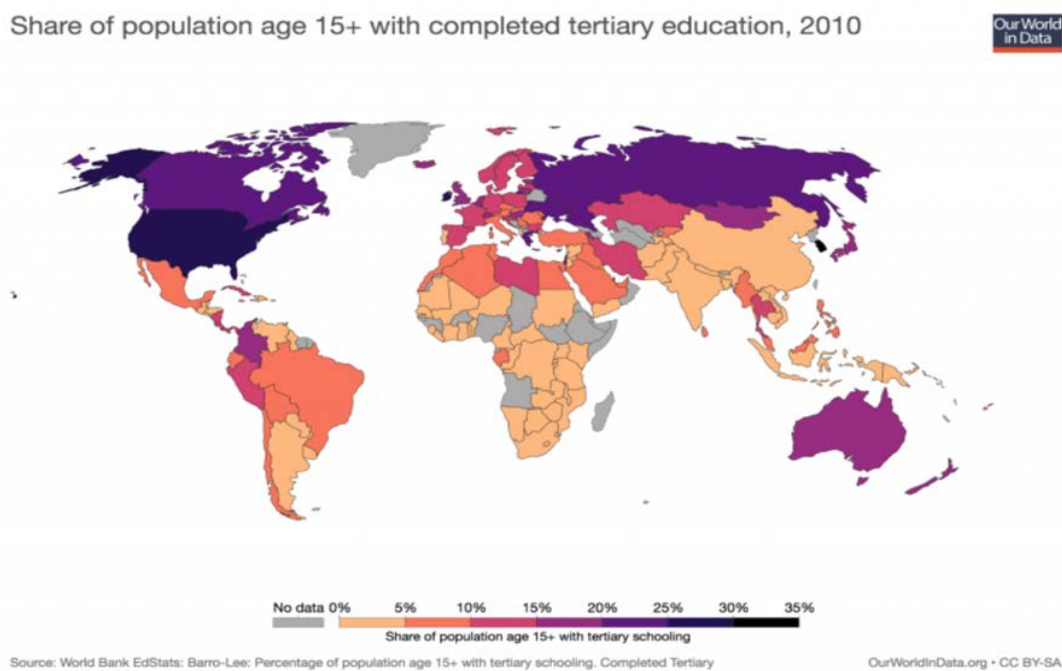 Share of population age 15+ with completed tertiary education, 2010
Our World
in Data
No data 0% 5% 10% 15% 20% 25% 30% 35%
Share of population age 15+ with tertiary schooling
Source: World Bank EdStats: Barro-Lee: Percentage of population age 15+ with tertiary schooling. Completed Tertiary
OurWorldInData.org • CC BY-SA